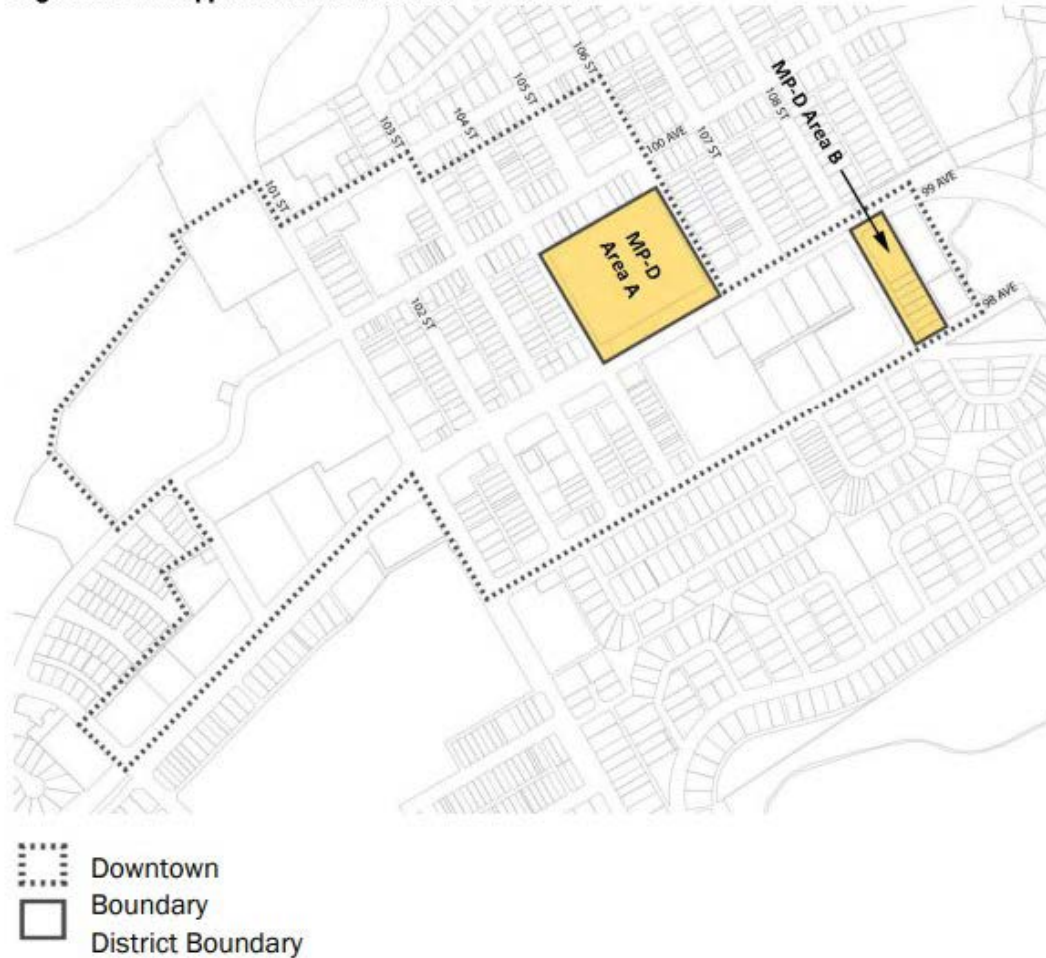 106 ST
105 ST
104 ST
103 ST
101 ST
102 ST
100 AVE
107 ST
108 ST
99 AVE
98 AVE
MP-D Area B
MP-D
Area A
Downtown
Boundary
District Boundary